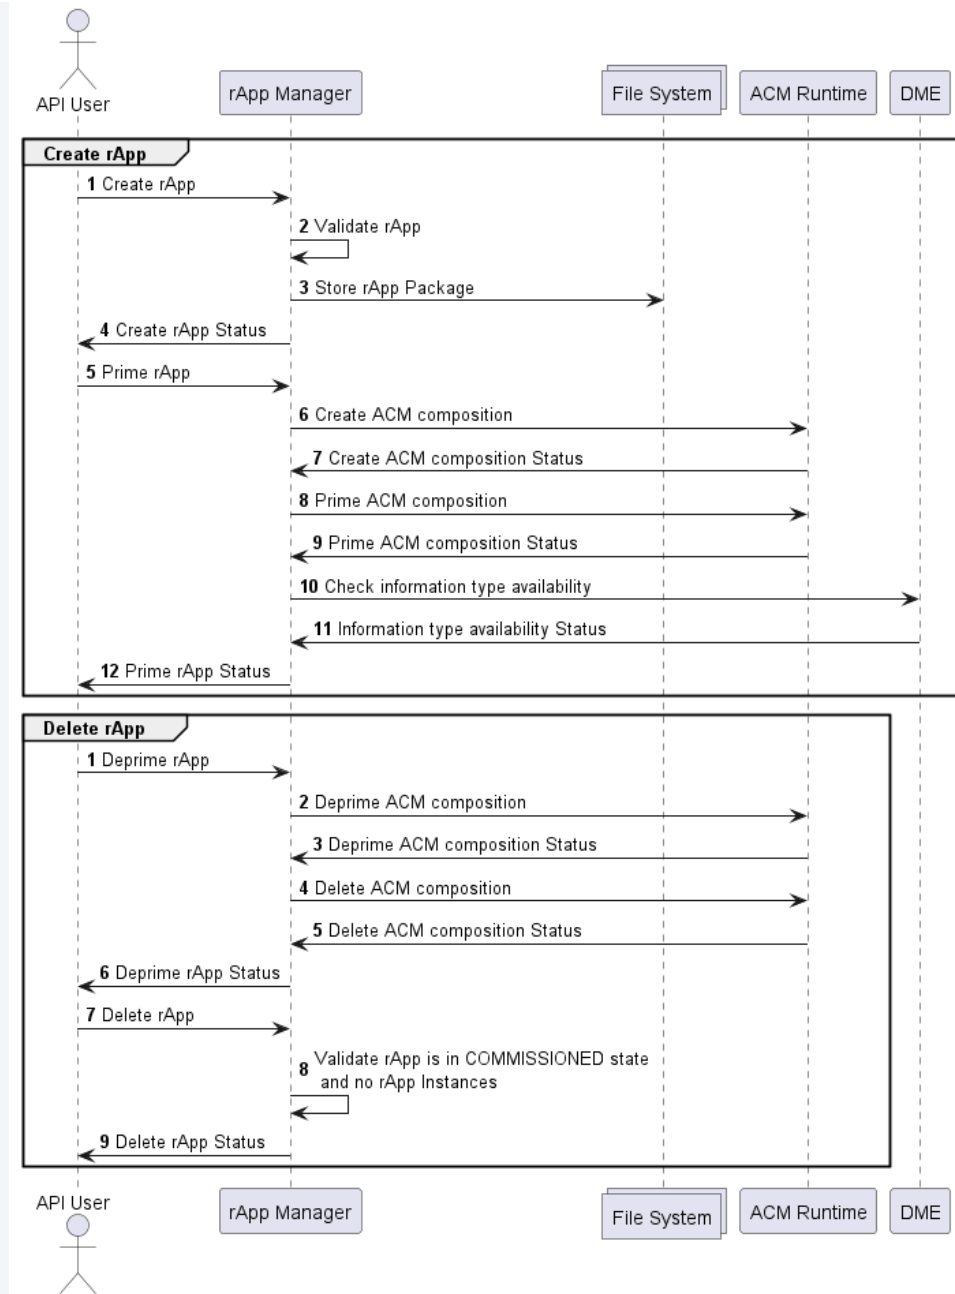 API User
rApp Manager
File System
ACM Runtime
DME
Create rApp
1 Create rApp
2 Validate rApp
3 Store rApp Package
4 Create rApp Status
5 Prime rApp
6 Create ACM composition
7 Create ACM composition Status
8 Prime ACM composition
9 Prime ACM composition Status
10 Check information type availability
11 Information type availability Status
12 Prime rApp Status
Delete rApp
1 Deprime rApp
2 Deprime ACM composition
3 Deprime ACM composition Status
4 Delete ACM composition
5 Delete ACM composition Status
6 Deprime rApp Status
7 Delete rApp
8 Validate rApp is in COMMISSIONED state
and no rApp Instances
9 Delete rApp Status
API User
rApp Manager
File System
ACM Runtime
DME